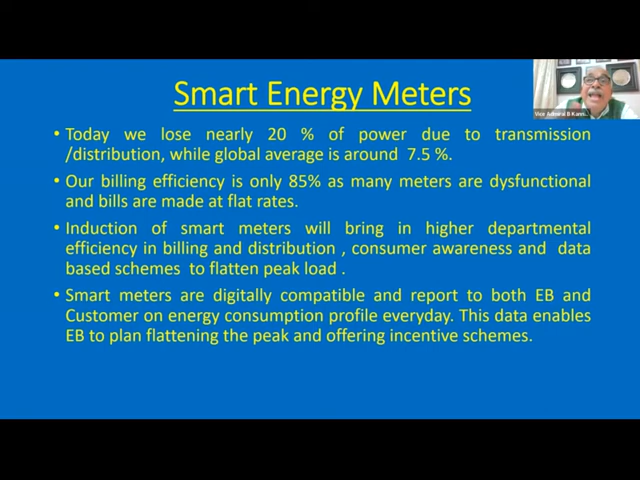 Smart Energy Meters
Vice Admiral B Kann...
• Today we lose nearly 20 % of power due to transmission
/distribution, while global average is around 7.5 %.
• Our billing efficiency is only 85% as many meters are dysfunctional
and bills are made at flat rates.
• Induction of smart meters will bring in higher departmental
efficiency in billing and distribution , consumer awareness and data
based schemes to flatten peak load .
• Smart meters are digitally compatible and report to both EB and
Customer on energy consumption profile everyday. This data enables
EB to plan flattening the peak and offering incentive schemes.